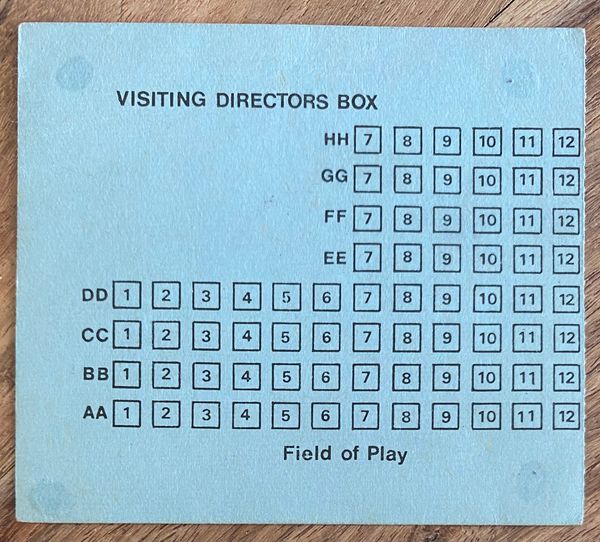 VISITING DIRECTORS BOX
HH 7 8 9 10 11 12
GG 7 8 9 10 11 12
FF 7 8 9 10 11 12
EE 7 8 9 10 11 12
DD 1 2 3 4 5 6 7 8 9 10 11 12
CC 1 2 3 4 5 6 7 8 9 10 11 12
BB 1 2 3 4 5 6 7 8 9 10 11 12
AA 1 2 3 4 5 6 7 8 9 10 11 12
Field of Play